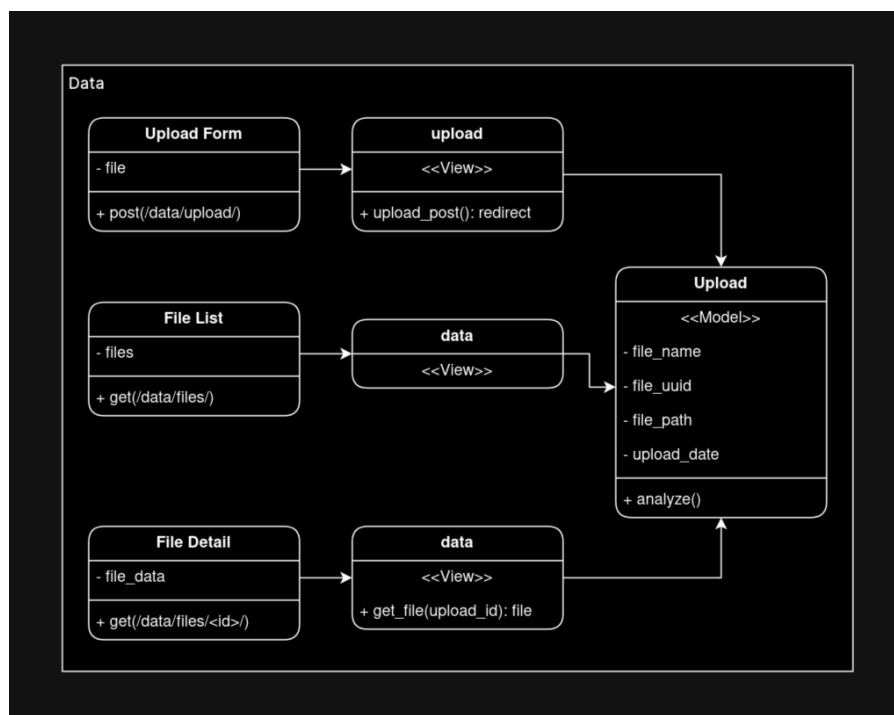 Data
Upload Form
- file
+ post(/data/upload/)
upload
<<View>>
+ upload_post(): redirect
File List
- files
+ get(/data/files/)
data
<<View>>
Upload
<<Model>>
- file_name
- file_uuid
- file_path
- upload_date
+ analyze()
File Detail
- file_data
+ get(/data/files/<id>/)
data
<<View>>
+ get_file(upload_id): file